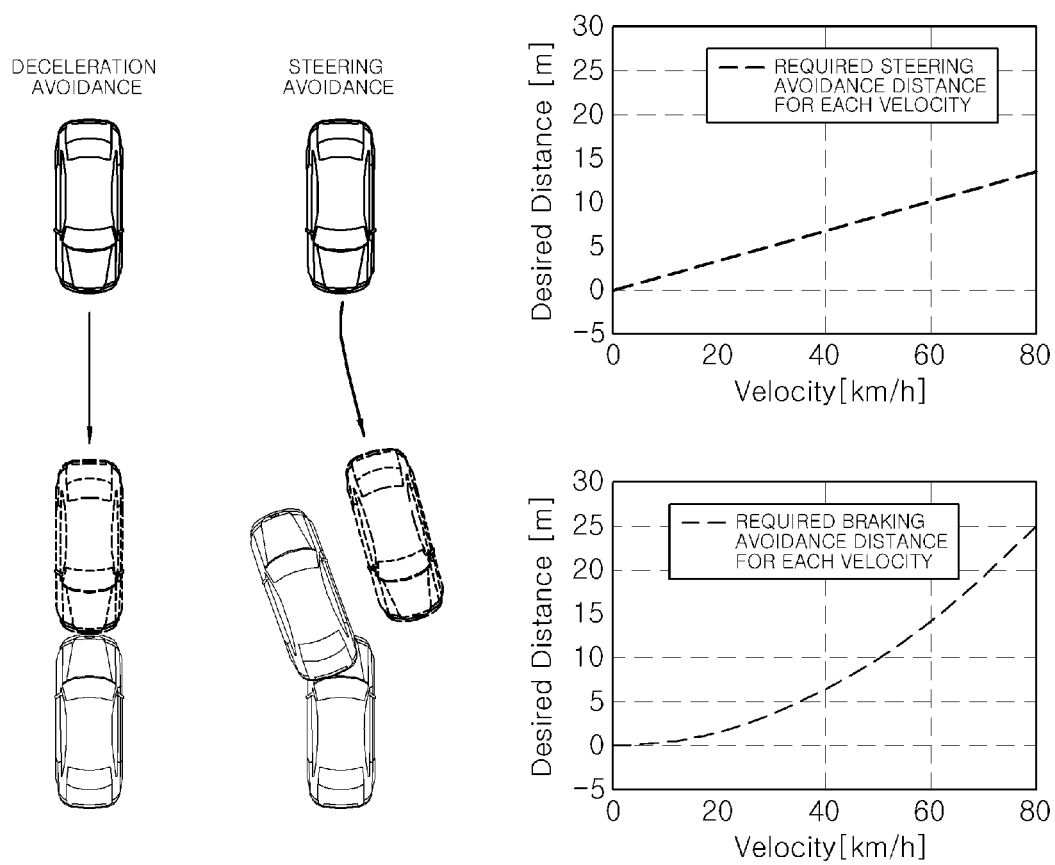 DECELERATION
AVOIDANCE
STEERING
AVOIDANCE
30
25
20
15
10
5
0
-5
Desired Distance [m]
REQUIRED STEERING
AVOIDANCE DISTANCE
FOR EACH VELOCITY
0 20 40 60 80
Velocity[km/h]
30
25
20
15
10
5
0
-5
Desired Distance [m]
REQUIRED BRAKING
AVOIDANCE DISTANCE
FOR EACH VELOCITY
0 20 40 60 80
Velocity[km/h]